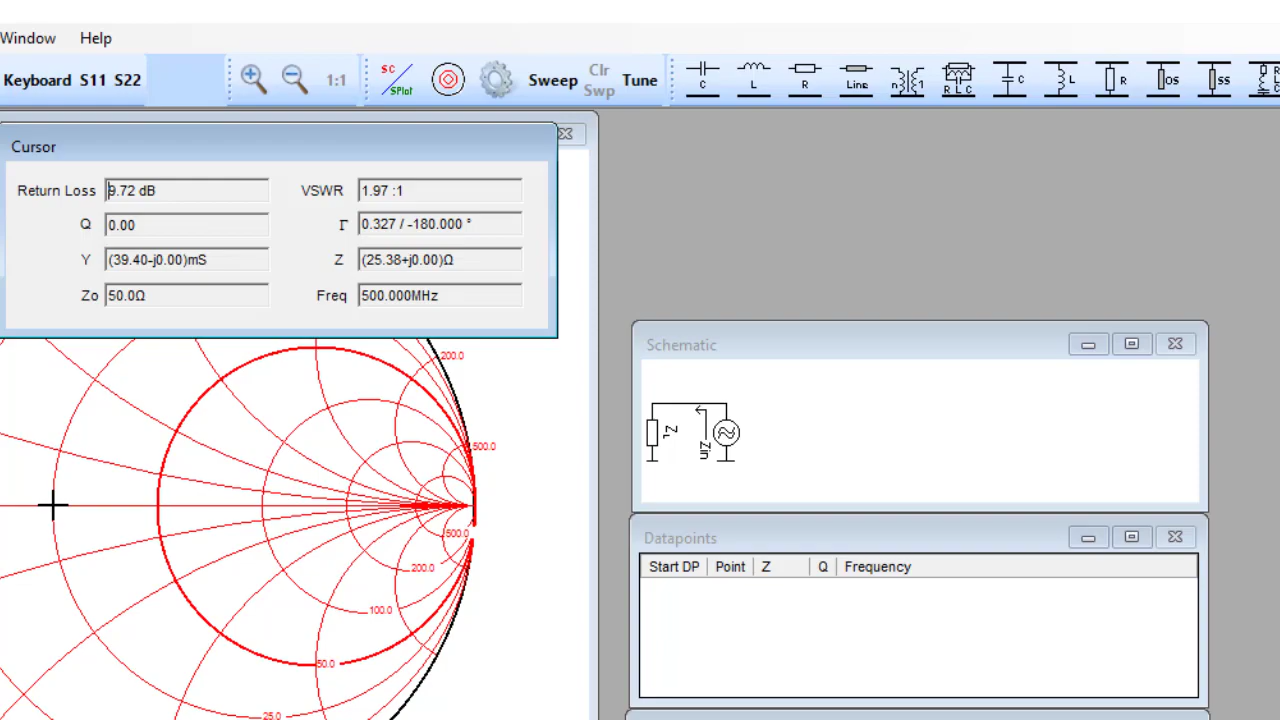 Window Help
Keyboard S11 S22 1:1 SC SPlot Sweep Clr Swp Tune C L R Line n 1 R L C C L R OS SS
Cursor
Return Loss 9.72 dB VSWR 1.97 :1
Q 0.00 Γ 0.327 / -180.000 °
Y (39.40-j0.00)mS Z (25.38+j0.00)Ω
Zo 50.0Ω Freq 500.000MHz
Schematic
200.0
ZL Zin
500.0
500.0
Datapoints
200.0
Start DP Point Z Q Frequency
100.0
50.0
25.0